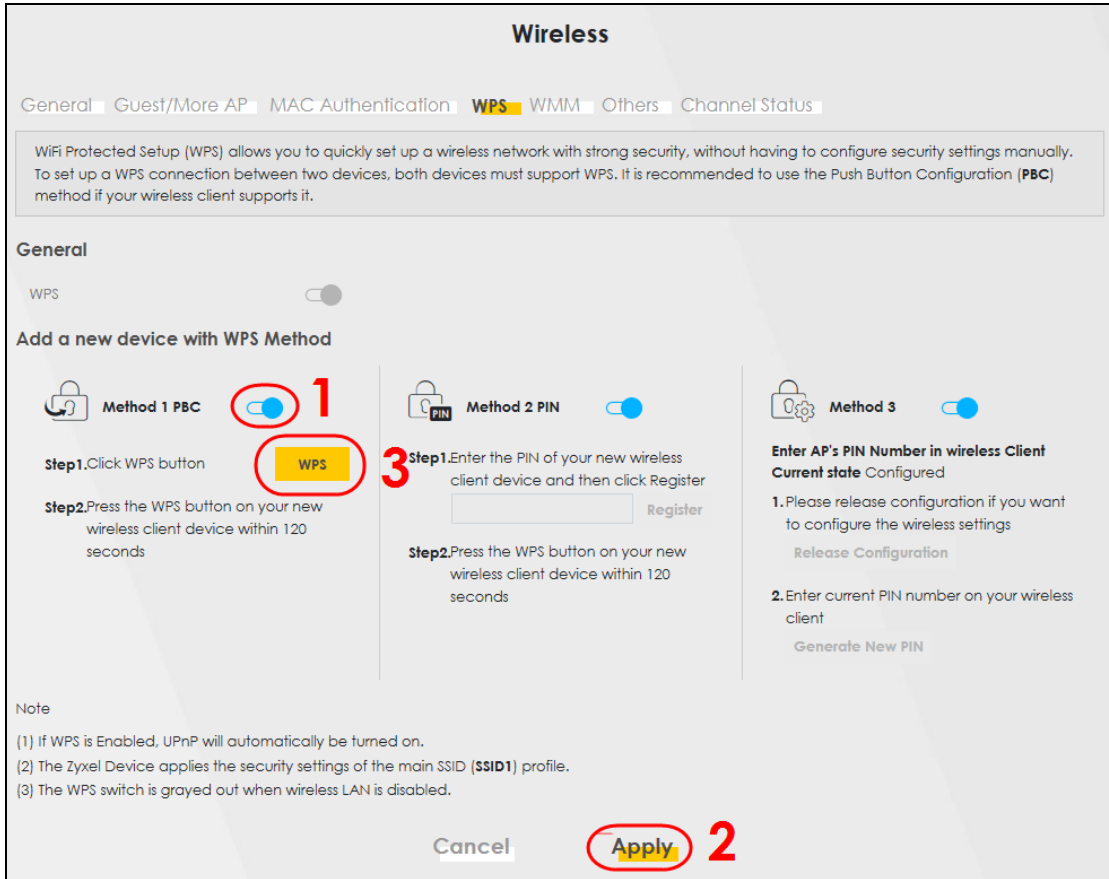 Wireless
General Guest/More AP MAC Authentication WPS WMM Others Channel Status
WiFi Protected Setup (WPS) allows you to quickly set up a wireless network with strong security, without having to configure security settings manually.
To set up a WPS connection between two devices, both devices must support WPS. It is recommended to use the Push Button Configuration (PBC)
method if your wireless client supports it.
General
WPS
Add a new device with WPS Method
Method 1 PBC
1
Step1.Click WPS button
WPS
3
Step2.Press the WPS button on your new
wireless client device within 120
seconds
PIN
Method 2 PIN
Step1.Enter the PIN of your new wireless
client device and then click Register
Register
Step2.Press the WPS button on your new
wireless client device within 120
seconds
Method 3
Enter AP's PIN Number in wireless Client
Current state Configured
1.Please release configuration if you want
to configure the wireless settings
Release Configuration
2.Enter current PIN number on your wireless
client
Generate New PIN
Note
(1) If WPS is Enabled, UPnP will automatically be turned on.
(2) The Zyxel Device applies the security settings of the main SSID (SSID1) profile.
(3) The WPS switch is grayed out when wireless LAN is disabled.
Cancel Apply 2